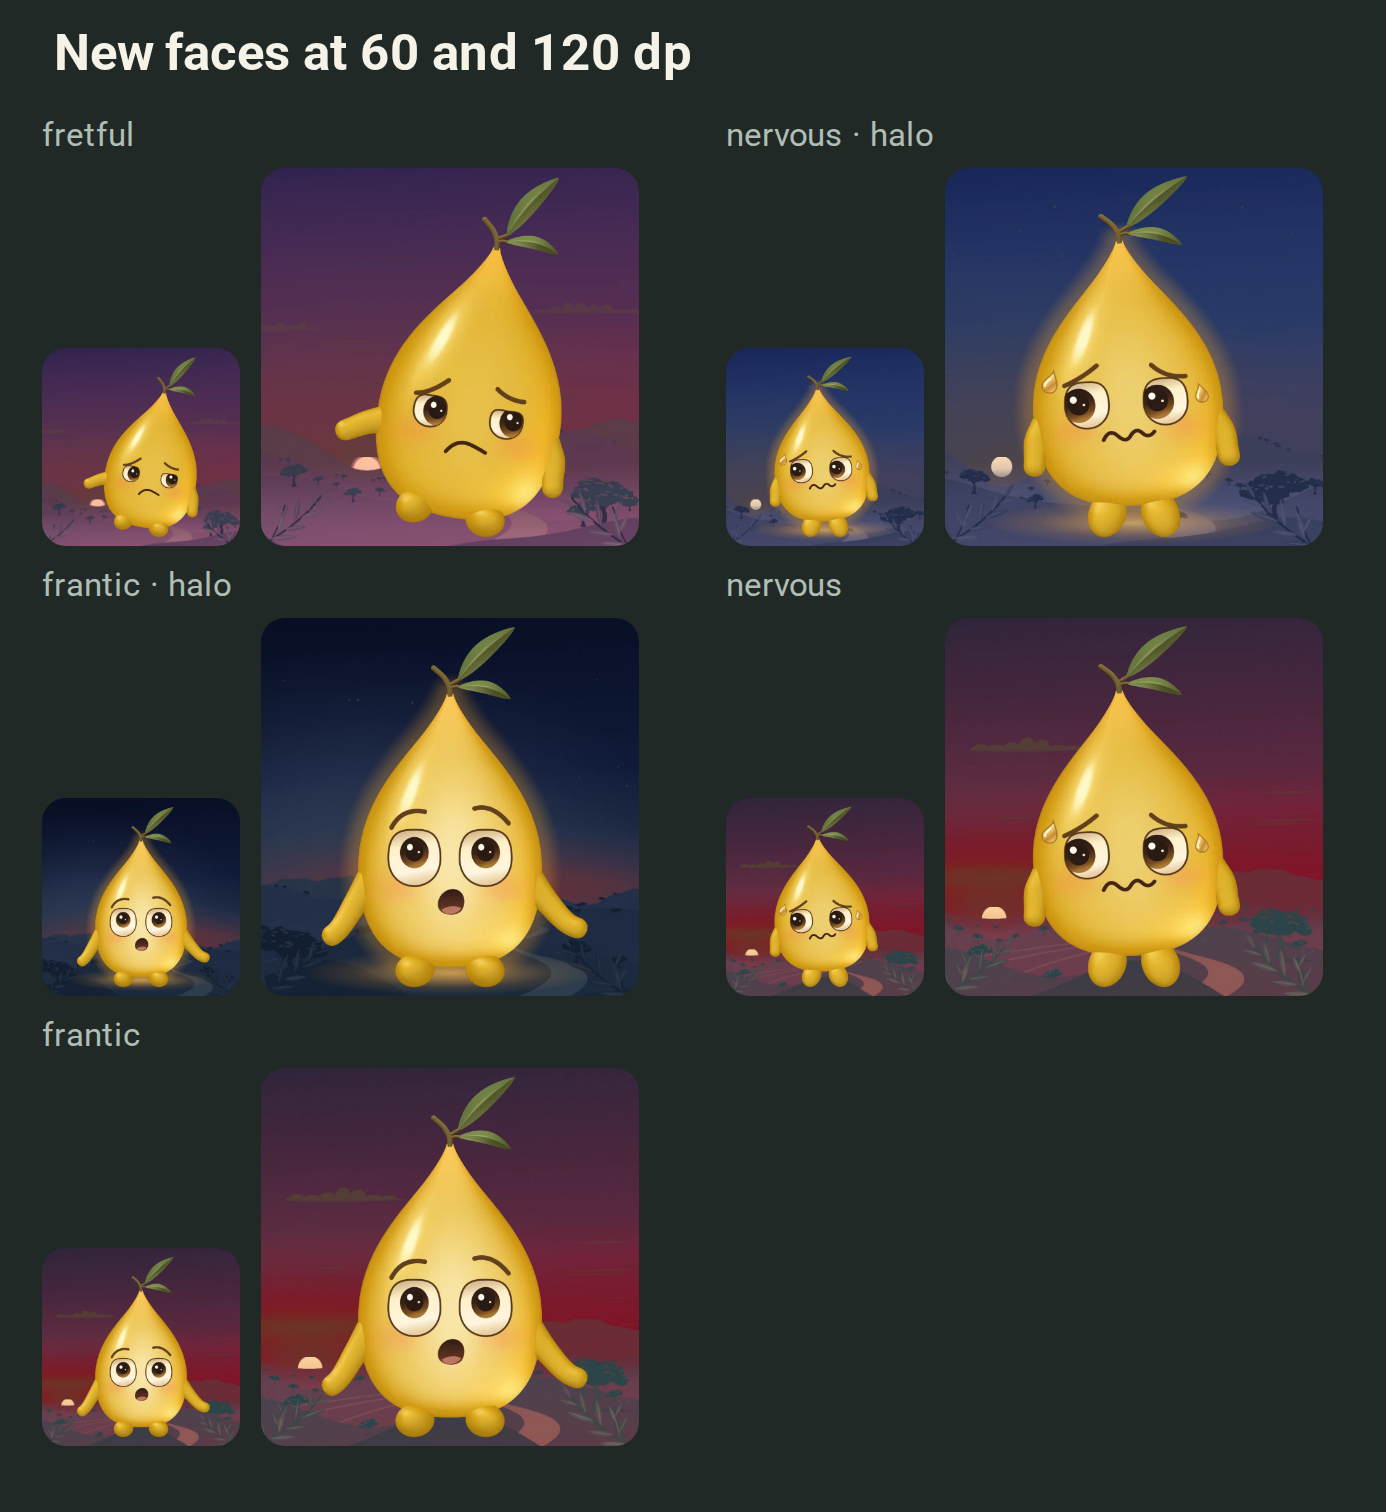 New faces at 60 and 120 dp
fretful
nervous · halo
frantic · halo
nervous
frantic